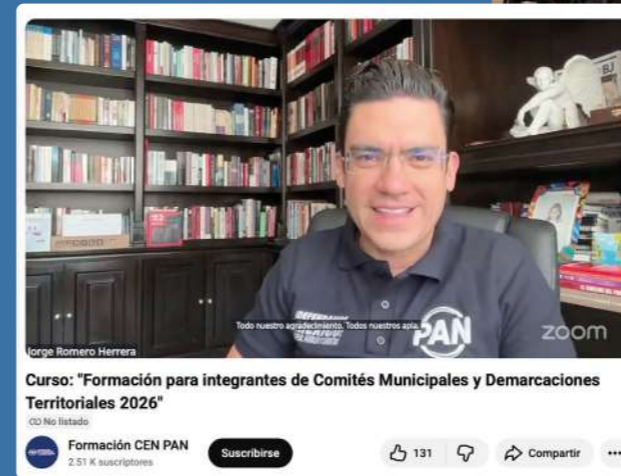 BJ
Todo nuestro agradecimiento. Todos nuestros apla
PAN
zoom
Jorge Romero Herrera
Curso: "Formación para integrantes de Comités Municipales y Demarcaciones
Territoriales 2026"
No listado
Formación CEN PAN
2.51 K suscriptores
Suscribirse
131
Compartir
...